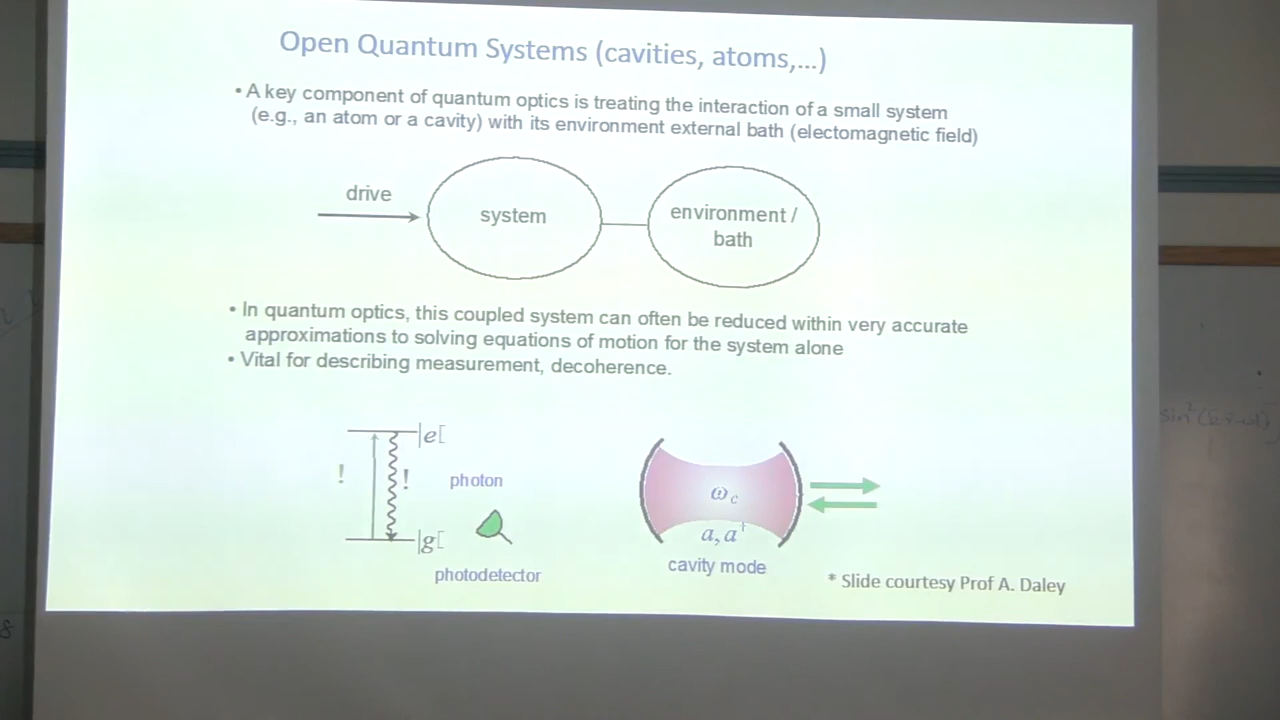 Open Quantum Systems (cavities, atoms,...)
• A key component of quantum optics is treating the interaction of a small system
(e.g., an atom or a cavity) with its environment external bath (electomagnetic field)
drive
system
environment /
bath
• In quantum optics, this coupled system can often be reduced within very accurate
approximations to solving equations of motion for the system alone
• Vital for describing measurement, decoherence.
|e[
!
!
photon
|g[
photodetector
ω_c
a, a†
cavity mode
* Slide courtesy Prof A. Daley
8